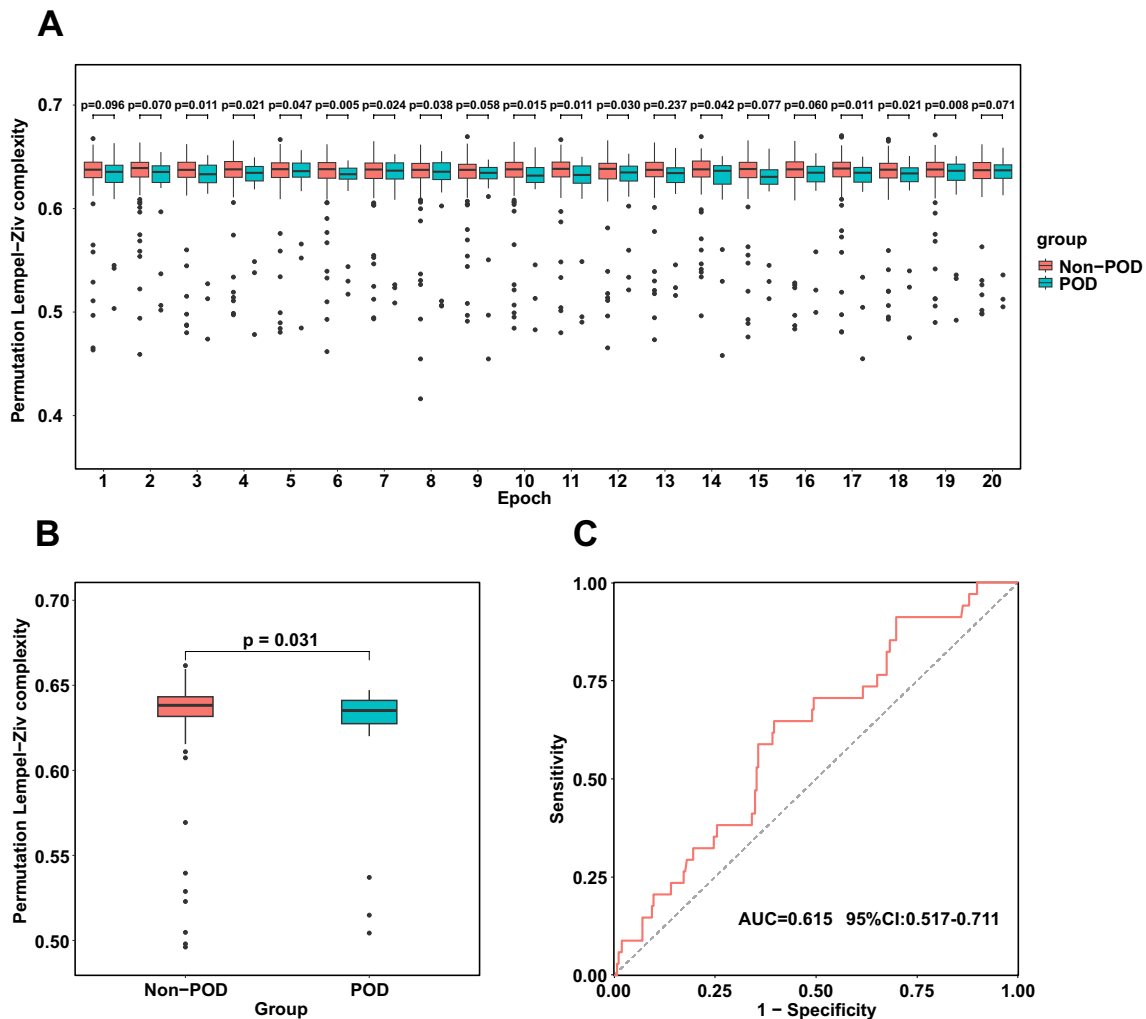 A
Permutation Lempel−Ziv complexity
0.7
0.6
0.5
0.4
p=0.096 p=0.070 p=0.011 p=0.021 p=0.047 p=0.005 p=0.024 p=0.038 p=0.058 p=0.015 p=0.011 p=0.030 p=0.237 p=0.042 p=0.077 p=0.060 p=0.011 p=0.021 p=0.008 p=0.071
group
Non−POD
POD
1 2 3 4 5 6 7 8 9 10 11 12 13 14 15 16 17 18 19 20
Epoch
B
Permutation Lempel−Ziv complexity
0.70
0.65
0.60
0.55
0.50
p = 0.031
Non−POD POD
Group
C
Sensitivity
1.00
0.75
0.50
0.25
0.00
AUC=0.615 95%CI:0.517-0.711
0.00 0.25 0.50 0.75 1.00
1 − Specificity